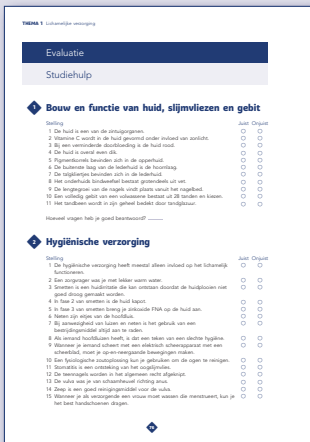 THEMA 1 Lichamelijke verzorging
Evaluatie
Studiehulp
1 Bouw en functie van huid, slijmvliezen en gebit
Stelling Juist Onjuist
1 De huid is een van de zintuigorganen.
2 Vitamine C wordt in de huid gevormd onder invloed van zonlicht.
3 Bij een verminderde doorbloeding is de huid rood.
4 De huid is overal even dik.
5 Pigmentkorrels bevinden zich in de opperhuid.
6 De buitenste laag van de lederhuid is de hoornlaag.
7 De talgkliertjes bevinden zich in de lederhuid.
8 Het onderhuids bindweefsel bestaat grotendeels uit vet.
9 De lengtegroei van de nagels vindt plaats vanuit het nagelbed.
10 Een volledig gebit van een volwassene bestaat uit 28 tanden en kiezen.
11 Het tandbeen wordt in zijn geheel bedekt door tandglazuur.
Hoeveel vragen heb je goed beantwoord?
2 Hygiënische verzorging
Stelling Juist Onjuist
1 De hygiënische verzorging heeft meestal alleen invloed op het lichamelijk
functioneren.
2 Een zorgvrager was je met lekker warm water.
3 Smetten is een huidirritatie die kan ontstaan doordat de huidplooien niet
goed droog gemaakt worden.
4 In fase 2 van smetten is de huid kapot.
5 In fase 3 van smetten breng je zinkoxide FNA op de huid aan.
6 Neten zijn eitjes van de hoofdluis.
7 Bij aanwezigheid van luizen en neten is het gebruik van een
bestrijdingsmiddel altijd aan te raden.
8 Als iemand hoofdluizen heeft, is dat een teken van een slechte hygiëne.
9 Wanneer je iemand scheert met een elektrisch scheerapparaat met een
scheerblad, moet je op-en-neergaande bewegingen maken.
10 Een fysiologische zoutoplossing kun je gebruiken om de ogen te reinigen.
11 Stomatitis is een ontsteking van het oogslijmvlies.
12 De teennagels worden in het algemeen recht afgeknipt.
13 De vulva was je van schaamheuvel richting anus.
14 Zeep is een goed reinigingsmiddel voor de vulva.
15 Wanneer je als verzorgende een vrouw moet wassen die menstrueert, kun je
het best handschoenen dragen.
76